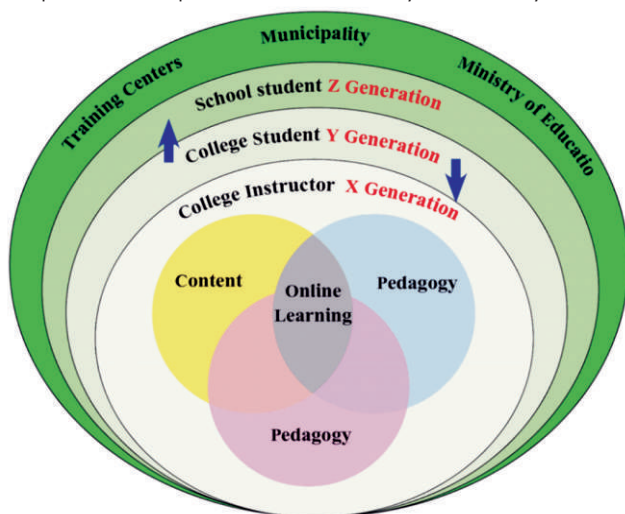 Municipality
Training Centers
Ministry of Educatio
School student Z Generation
College Student Y Generation
College Instructor X Generation
Content
Online
Learning
Pedagogy
Pedagogy